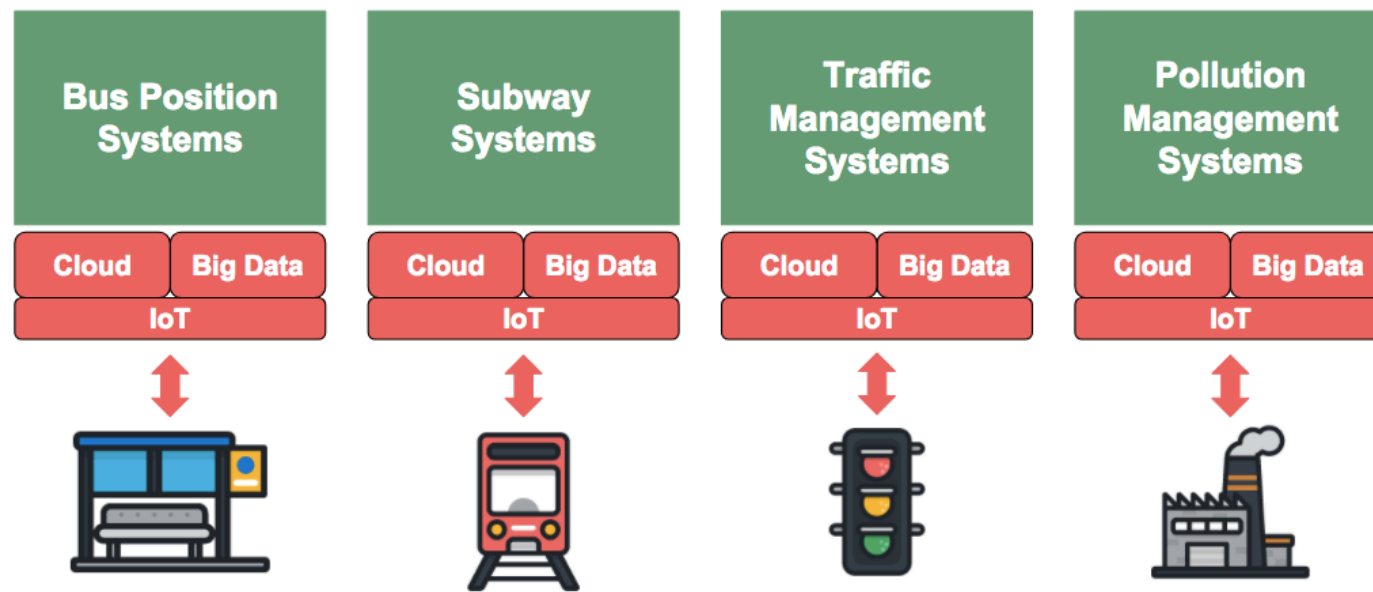 Bus Position
Systems
Cloud
Big Data
IoT
Subway
Systems
Cloud
Big Data
IoT
Traffic
Management
Systems
Cloud
Big Data
IoT
Pollution
Management
Systems
Cloud
Big Data
IoT